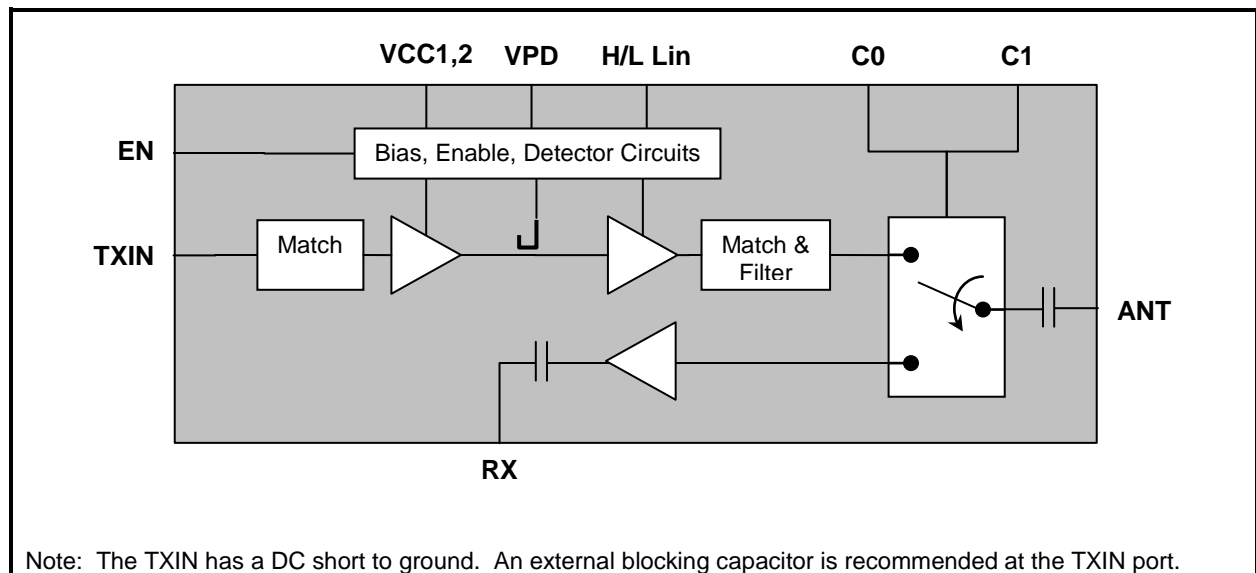 VCC1,2 VPD H/L Lin C0 C1
EN
Bias, Enable, Detector Circuits
TXIN
Match
Match &
Filter
ANT
RX
Note: The TXIN has a DC short to ground. An external blocking capacitor is recommended at the TXIN port.